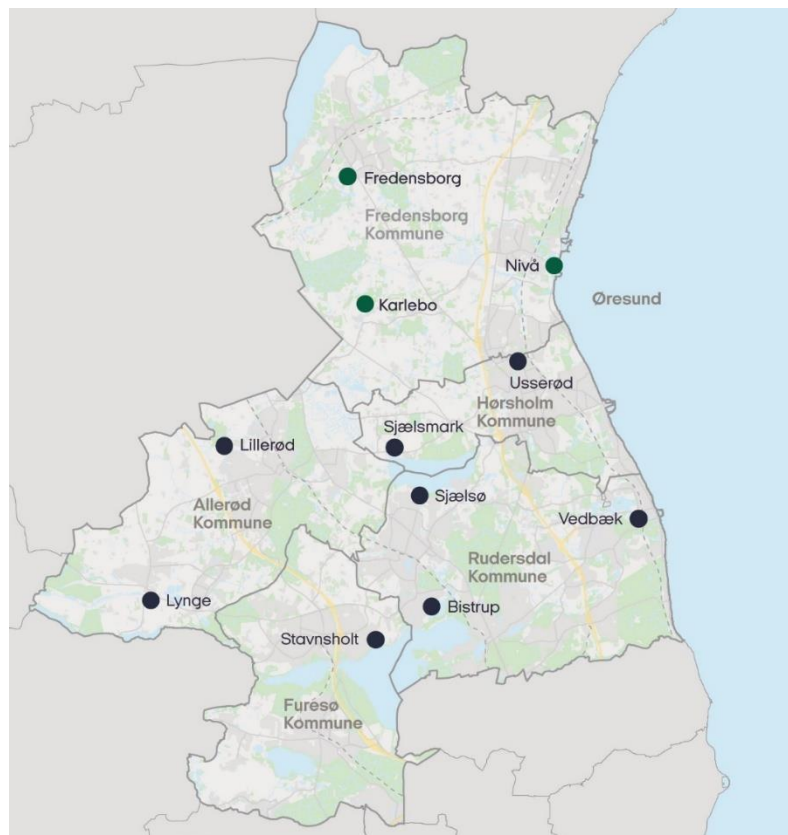 Fredensborg
Fredensborg
Kommune
Nivå
Øresund
Karlebo
Usserød
Hørsholm
Kommune
Sjælsmark
Lillerød
Sjælsø
Allerød
Kommune
Vedbæk
Rudersdal
Kommune
Lynge
Bistrup
Stavnsholt
Furesø
Kommune